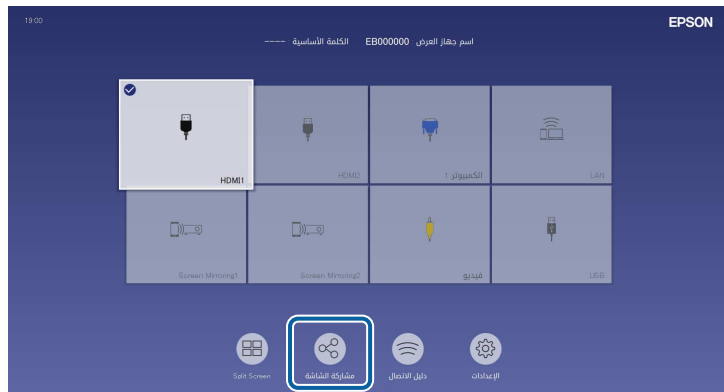 19:00
EPSON
اسم جهاز العرض EB000000 الكلمة الأساسية ----
HDMI1
HDMI2
الكمبيوتر 1
LAN
Screen Mirroring1
Screen Mirroring2
فيديو
USB
Split Screen
مشاركة الشاشة
دليل الاتصال
الإعدادات